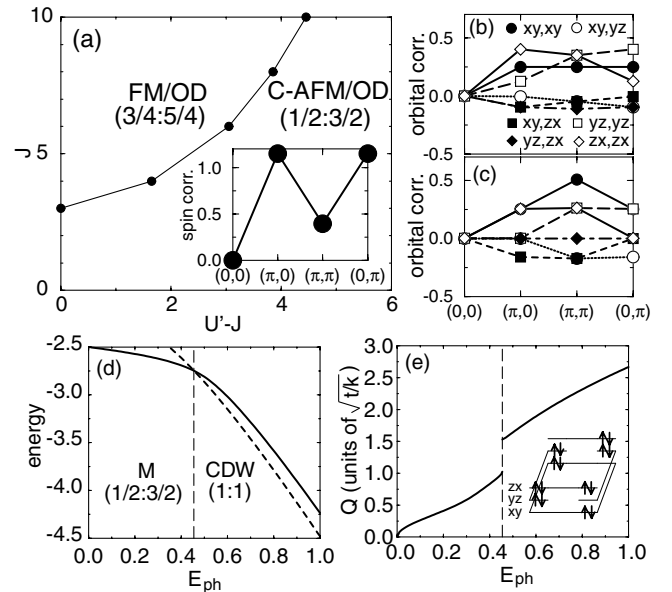 (a)
FM/OD
(3/4:5/4)
C-AFM/OD
(1/2:3/2)
J
10
5
0
0
2
4
6
U'-J
spin corr.
1.0
0.5
0.0
(0,0)
(π,0)
(π,π)
(0,π)
(b)
xy,xy
xy,yz
orbital corr.
0.5
0.0
-0.5
xy,zx
yz,yz
yz,zx
zx,zx
(c)
orbital corr.
0.5
0.0
-0.5
(0,0)
(π,0)
(π,π)
(0,π)
(d)
energy
-2.5
-3.0
-3.5
-4.0
-4.5
M
(1/2:3/2)
CDW
(1:1)
0.0
0.2
0.4
0.6
0.8
1.0
Eph
(e)
Q (units of √t/k)
3.0
2.5
2.0
1.5
1.0
0.5
0.0
zx
yz
xy
0.0
0.2
0.4
0.6
0.8
1.0
Eph